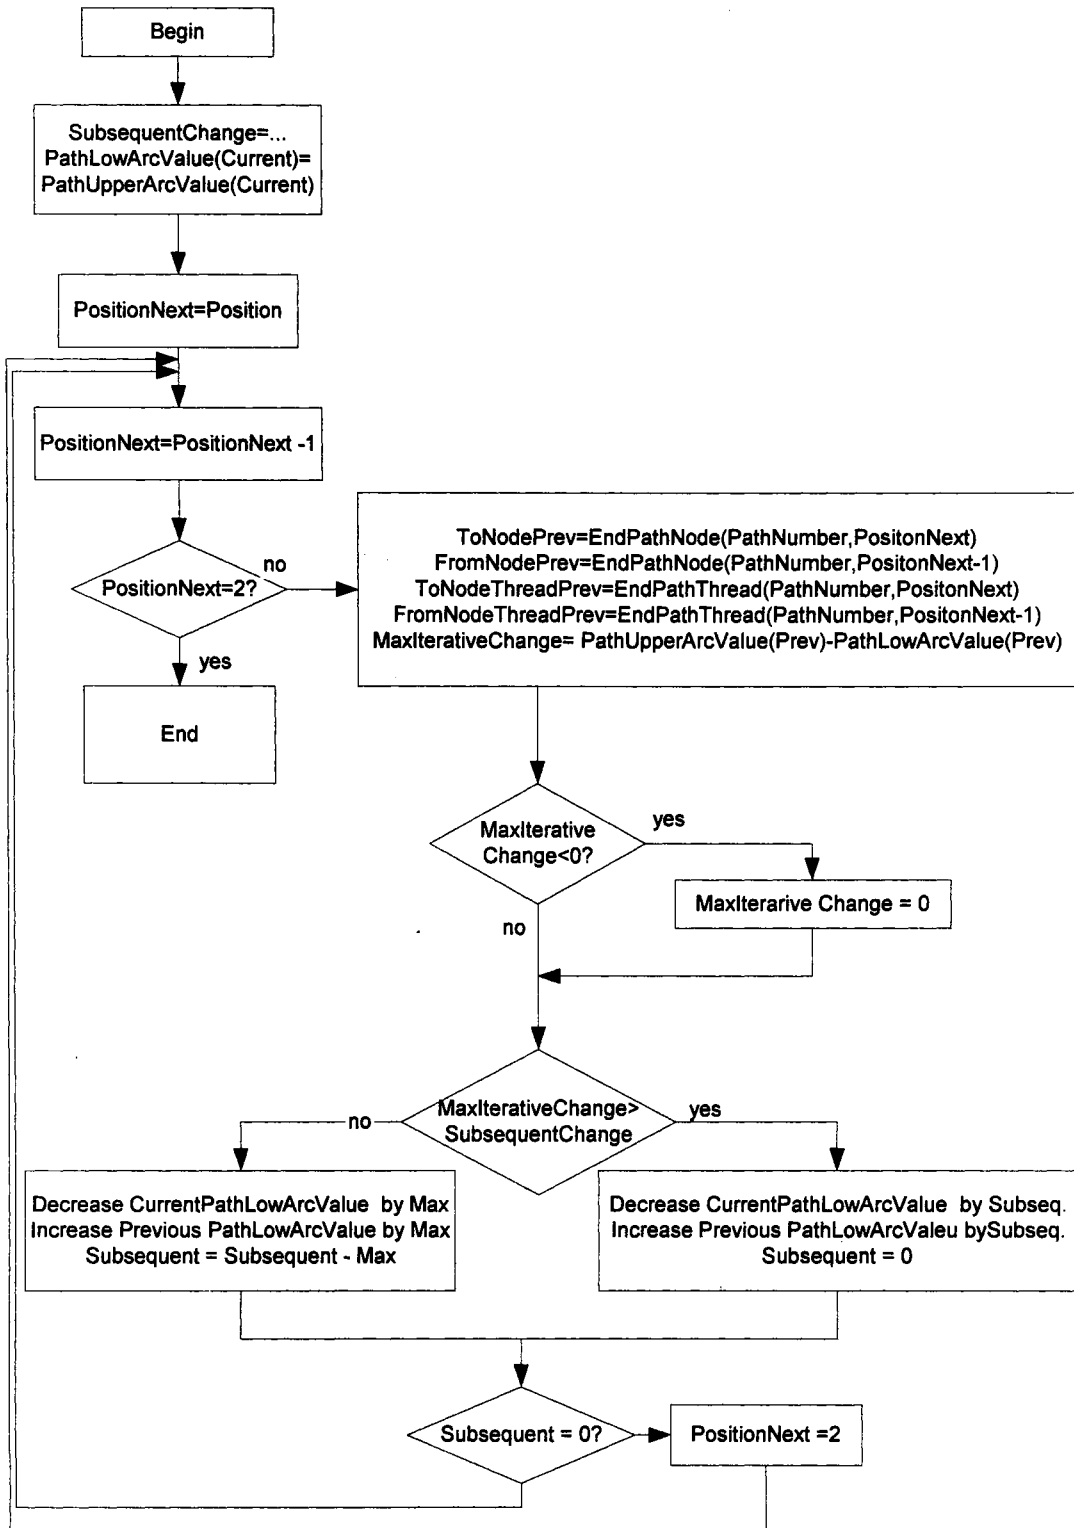 Begin
SubsequentChange=...
PathLowArcValue(Current)=
PathUpperArcValue(Current)
PositionNext=Position
PositionNext=PositionNext -1
PositionNext=2?
no
yes
End
ToNodePrev=EndPathNode(PathNumber,PositonNext)
FromNodePrev=EndPathNode(PathNumber,PositonNext-1)
ToNodeThreadPrev=EndPathThread(PathNumber,PositonNext)
FromNodeThreadPrev=EndPathThread(PathNumber,PositonNext-1)
MaxIterativeChange= PathUpperArcValue(Prev)-PathLowArcValue(Prev)
MaxIterative
Change<0?
yes
MaxIterarive Change = 0
no
MaxIterativeChange>
SubsequentChange
no
yes
Decrease CurrentPathLowArcValue by Max
Increase Previous PathLowArcValue by Max
Subsequent = Subsequent - Max
Decrease CurrentPathLowArcValue by Subseq.
Increase Previous PathLowArcValeu bySubseq.
Subsequent = 0
Subsequent = 0?
PositionNext =2